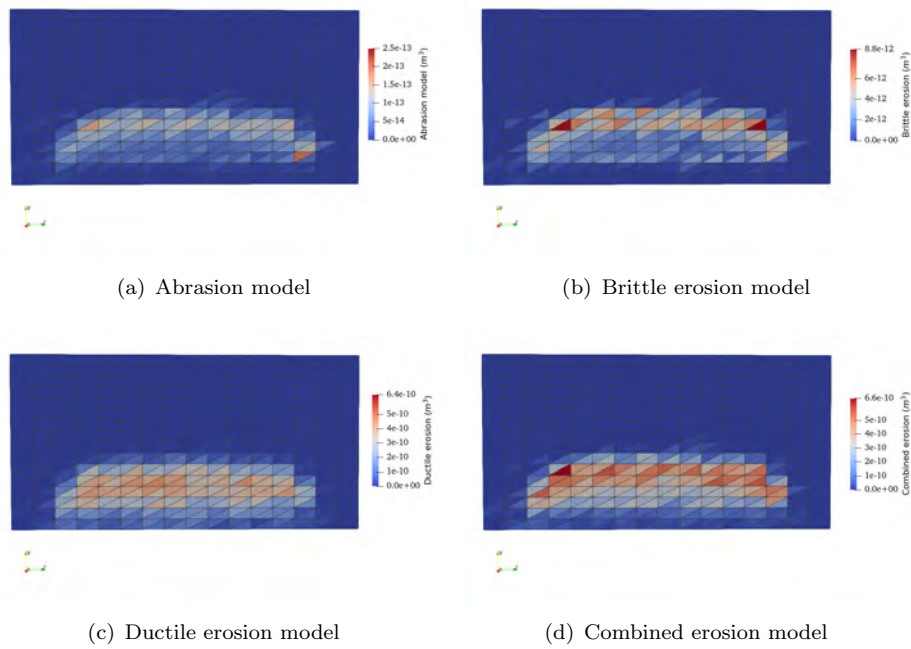 2.5e-13
2e-13
1e-13
1e-13
5e-14
0.0e+00
Abrasion model (m³)
8.8e-12
6e-12
4e-12
2e-12
0.0e+00
Brittle erosion (m³)
(a) Abrasion model
(b) Brittle erosion model
6.4e-10
5e-10
4e-10
3e-10
2e-10
1e-10
0.0e+00
Ductile erosion (m³)
6.6e-10
4e-10
3e-10
2e-10
1e-10
0.0e+00
Combined erosion (m³)
(c) Ductile erosion model
(d) Combined erosion model